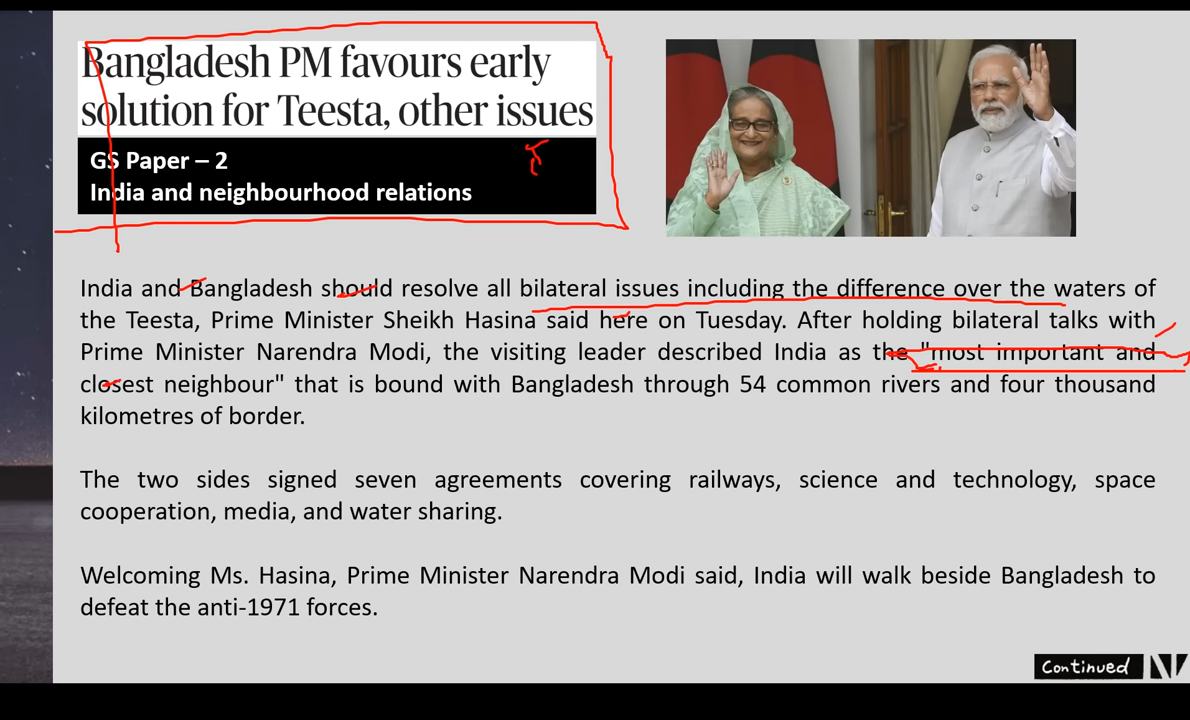 Bangladesh PM favours early
solution for Teesta, other issues
GS Paper – 2
India and neighbourhood relations
India and Bangladesh should resolve all bilateral issues including the difference over the waters of
the Teesta, Prime Minister Sheikh Hasina said here on Tuesday. After holding bilateral talks with
Prime Minister Narendra Modi, the visiting leader described India as the "most important and
closest neighbour" that is bound with Bangladesh through 54 common rivers and four thousand
kilometres of border.
The two sides signed seven agreements covering railways, science and technology, space
cooperation, media, and water sharing.
Welcoming Ms. Hasina, Prime Minister Narendra Modi said, India will walk beside Bangladesh to
defeat the anti-1971 forces.
Continued